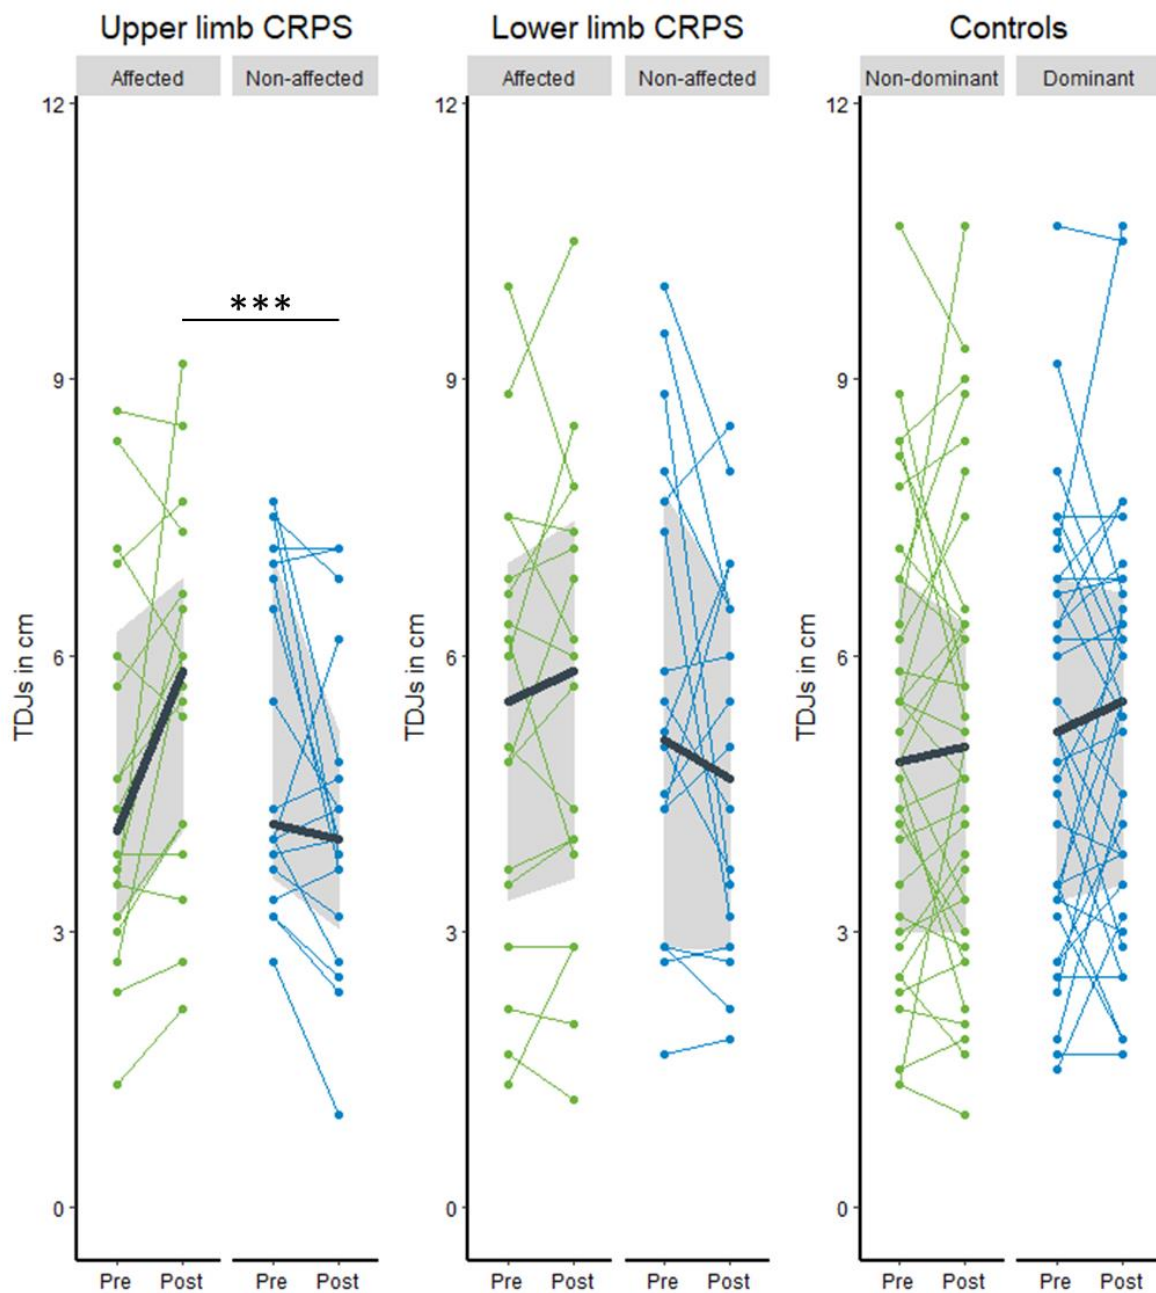 Upper limb CRPS
Lower limb CRPS
Controls
Affected
Non-affected
Affected
Non-affected
Non-dominant
Dominant
12
12
12
***
9
9
9
6
6
6
TDJs in cm
TDJs in cm
TDJs in cm
3
3
3
0
0
0
Pre Post
Pre Post
Pre Post
Pre Post
Pre Post
Pre Post